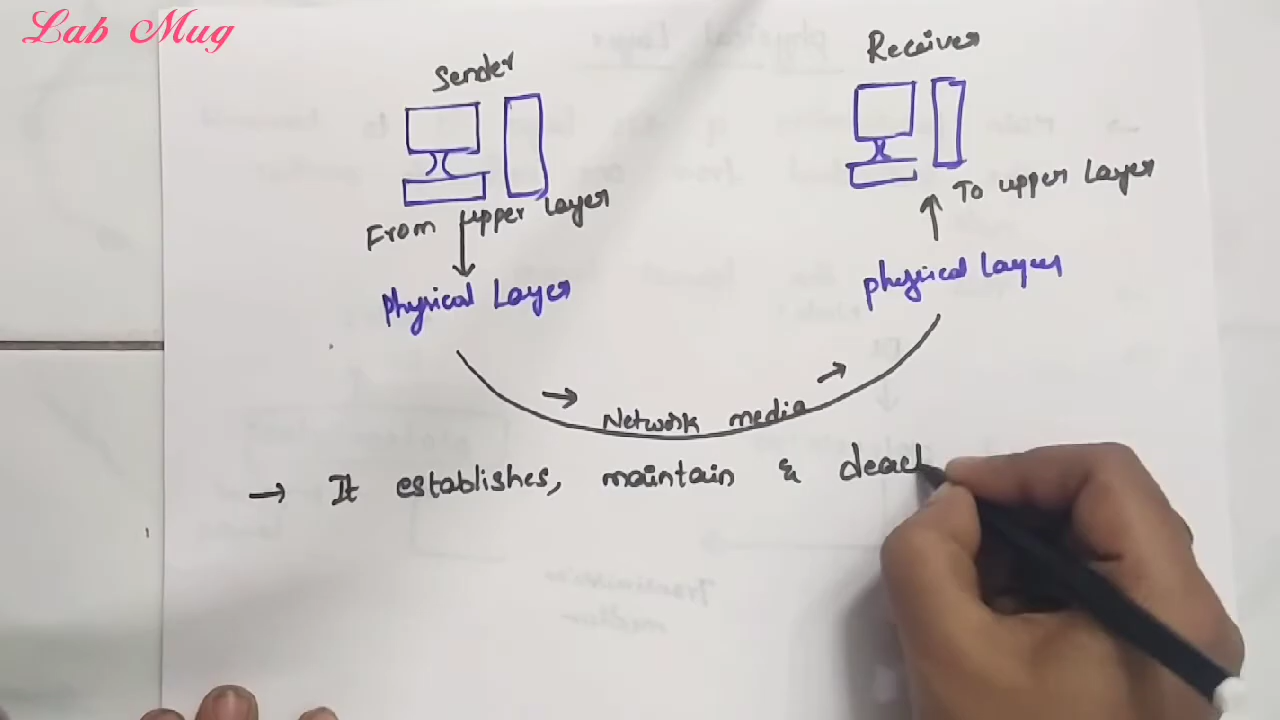 Lab Mug
Sender
Receiver
From upper layer
To upper Layer
physical Layer
physical Layer
→ →
Network media
→ It establishes, maintain & deact